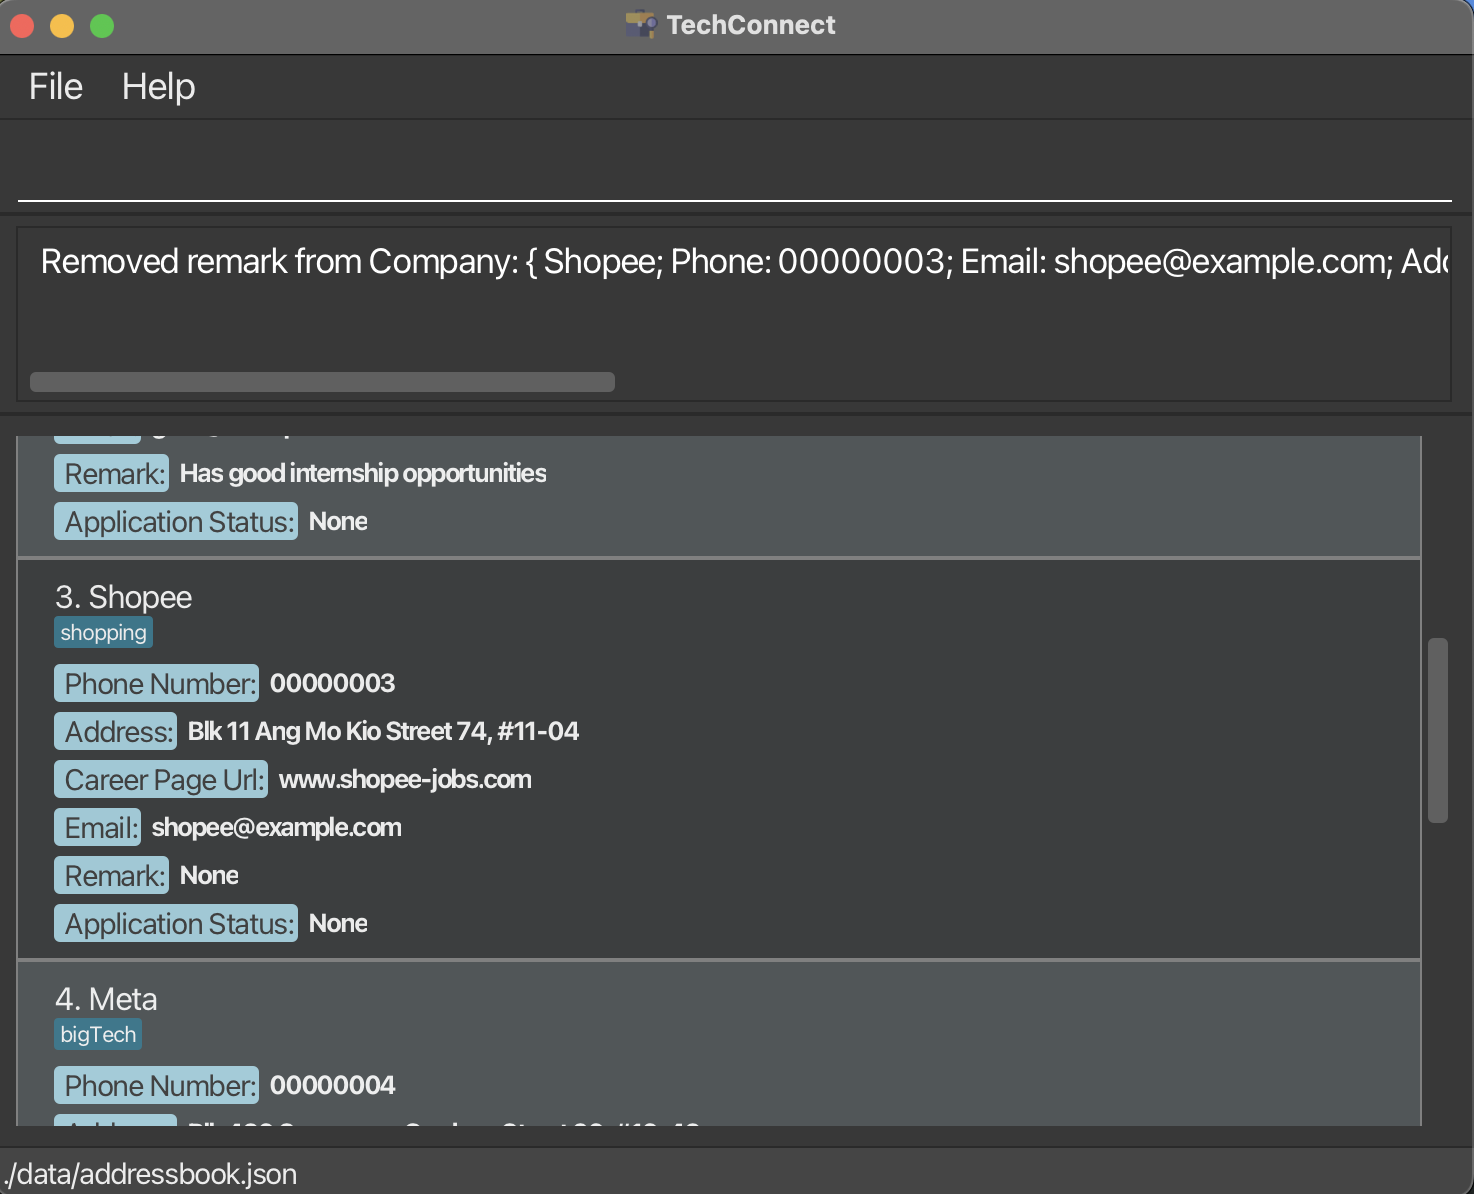 TechConnect
File Help
Removed remark from Company: { Shopee; Phone: 00000003; Email: shopee@example.com;
Remark: Has good internship opportunities
Application Status: None
3. Shopee
shopping
Phone Number: 00000003
Address: Blk 11 Ang Mo Kio Street 74, #11-04
Career Page Url: www.shopee-jobs.com
Email: shopee@example.com
Remark: None
Application Status: None
4. Meta
bigTech
Phone Number: 00000004
./data/addressbook.json